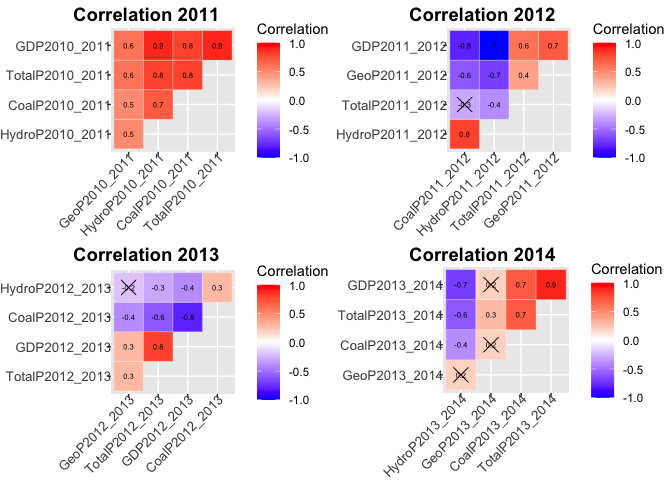 Correlation 2011
Correlation
GDP2010_2011 0.6 0.9 0.8 0.9
TotalP2010_2011 0.6 0.8 0.8
CoalP2010_2011 0.5 0.7
HydroP2010_2011 0.5
GeoP2010_2011 HydroP2010_2011 CoalP2010_2011 TotalP2010_2011
1.0
0.5
0.0
-0.5
-1.0
Correlation 2012
Correlation
GDP2011_2012 -0.8 -1 0.6 0.7
GeoP2011_2012 -0.6 -0.7 0.4
TotalP2011_2012 -0.4
HydroP2011_2012 0.8
CoalP2011_2012 HydroP2011_2012 TotalP2011_2012 GeoP2011_2012
1.0
0.5
0.0
-0.5
-1.0
Correlation 2013
Correlation
HydroP2012_2013 -0.2 -0.3 -0.4 0.3
CoalP2012_2013 -0.4 -0.6 -0.8
GDP2012_2013 0.3 0.8
TotalP2012_2013 0.3
GeoP2012_2013 TotalP2012_2013 GDP2012_2013 CoalP2012_2013
1.0
0.5
0.0
-0.5
-1.0
Correlation 2014
Correlation
GDP2013_2014 -0.7 0.7 0.9
TotalP2013_2014 -0.6 0.3 0.7
CoalP2013_2014 -0.4
GeoP2013_2014
HydroP2013_2014 GeoP2013_2014 CoalP2013_2014 TotalP2013_2014
1.0
0.5
0.0
-0.5
-1.0